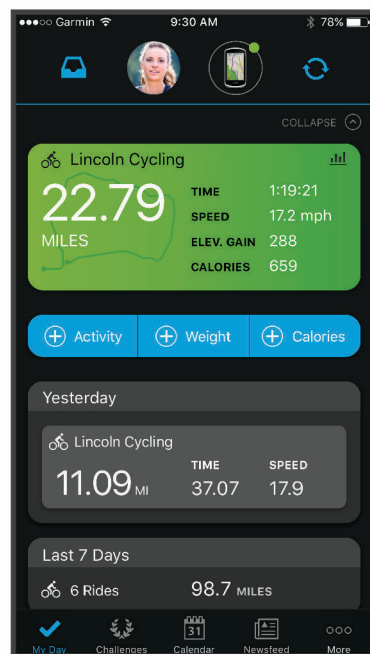 Garmin 9:30 AM 78%
COLLAPSE
Lincoln Cycling
22.79
MILES
TIME 1:19:21
SPEED 17.2 mph
ELEV. GAIN 288
CALORIES 659
Activity Weight Calories
Yesterday
Lincoln Cycling
11.09 MI
TIME SPEED
37.07 17.9
Last 7 Days
6 Rides 98.7 MILES
31
My Day Challenges Calendar Newsfeed More